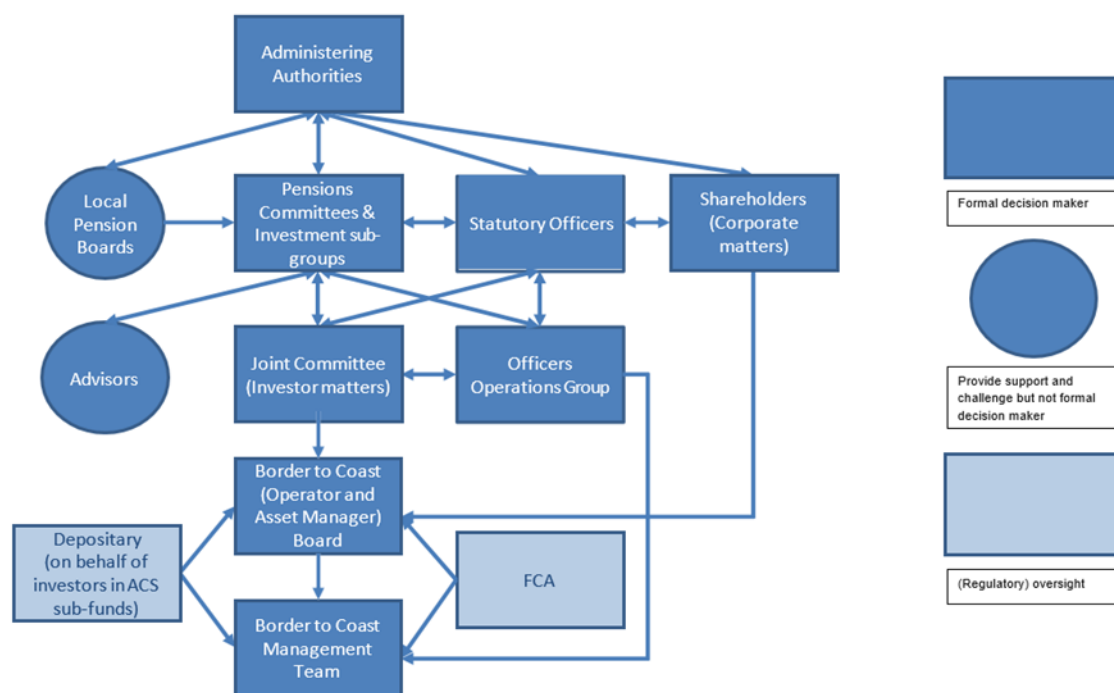 Administering
Authorities
Local
Pension
Boards
Pensions
Committees &
Investment sub-
groups
Statutory Officers
Shareholders
(Corporate
matters)
Advisors
Joint Committee
(Investor matters)
Officers
Operations Group
Border to Coast
(Operator and
Asset Manager)
Board
Depositary
(on behalf of
investors in ACS
sub-funds)
FCA
Border to Coast
Management
Team
Formal decision maker
Provide support and
challenge but not formal
decision maker
(Regulatory) oversight